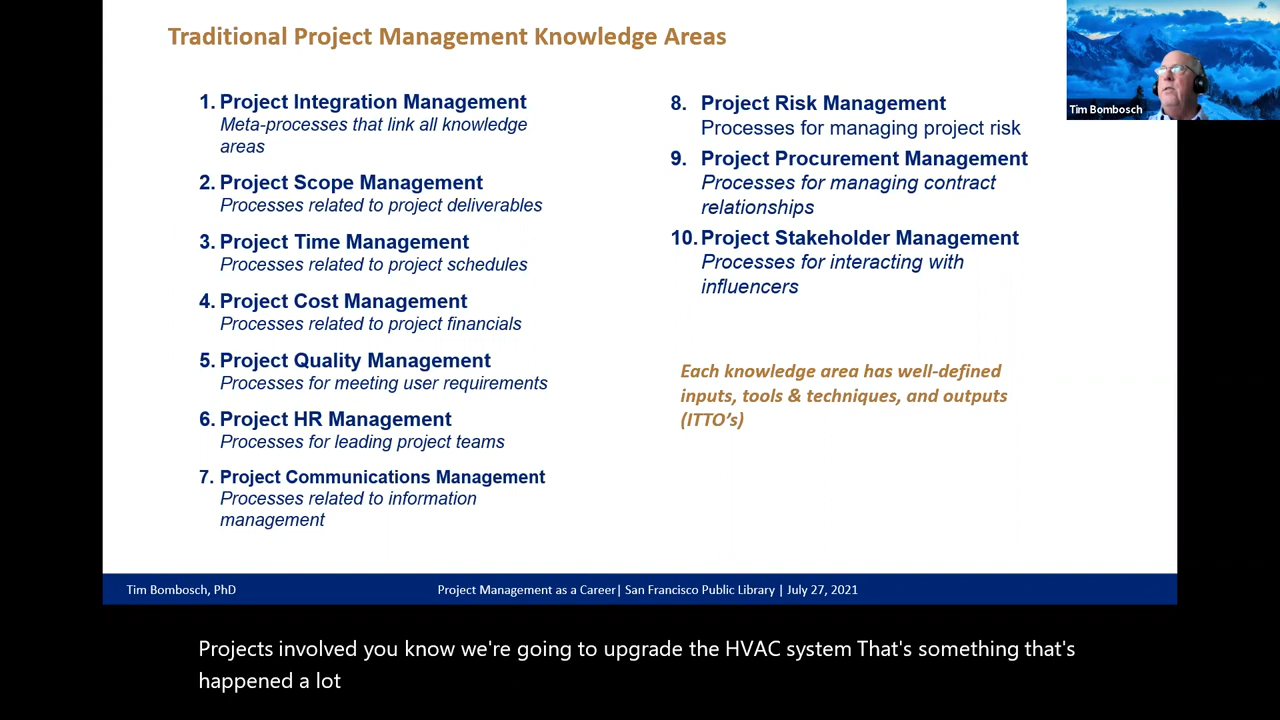 Traditional Project Management Knowledge Areas
1. Project Integration Management
Meta-processes that link all knowledge
areas
2. Project Scope Management
Processes related to project deliverables
3. Project Time Management
Processes related to project schedules
4. Project Cost Management
Processes related to project financials
5. Project Quality Management
Processes for meeting user requirements
6. Project HR Management
Processes for leading project teams
7. Project Communications Management
Processes related to information
management
8. Project Risk Management
Processes for managing project risk
9. Project Procurement Management
Processes for managing contract
relationships
10. Project Stakeholder Management
Processes for interacting with
influencers
Each knowledge area has well-defined
inputs, tools & techniques, and outputs
(ITTO's)
Tim Bombosch
Tim Bombosch, PhD
Project Management as a Career| San Francisco Public Library | July 27, 2021
Projects involved you know we're going to upgrade the HVAC system That's something that's
happened a lot